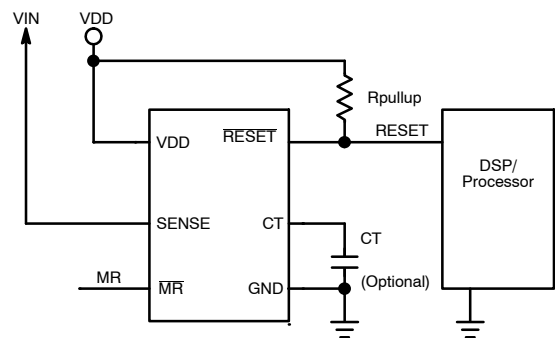 VIN
VDD
Rpullup
VDD
RESET
RESET
DSP/
Processor
SENSE
CT
CT
(Optional)
MR
MR
GND